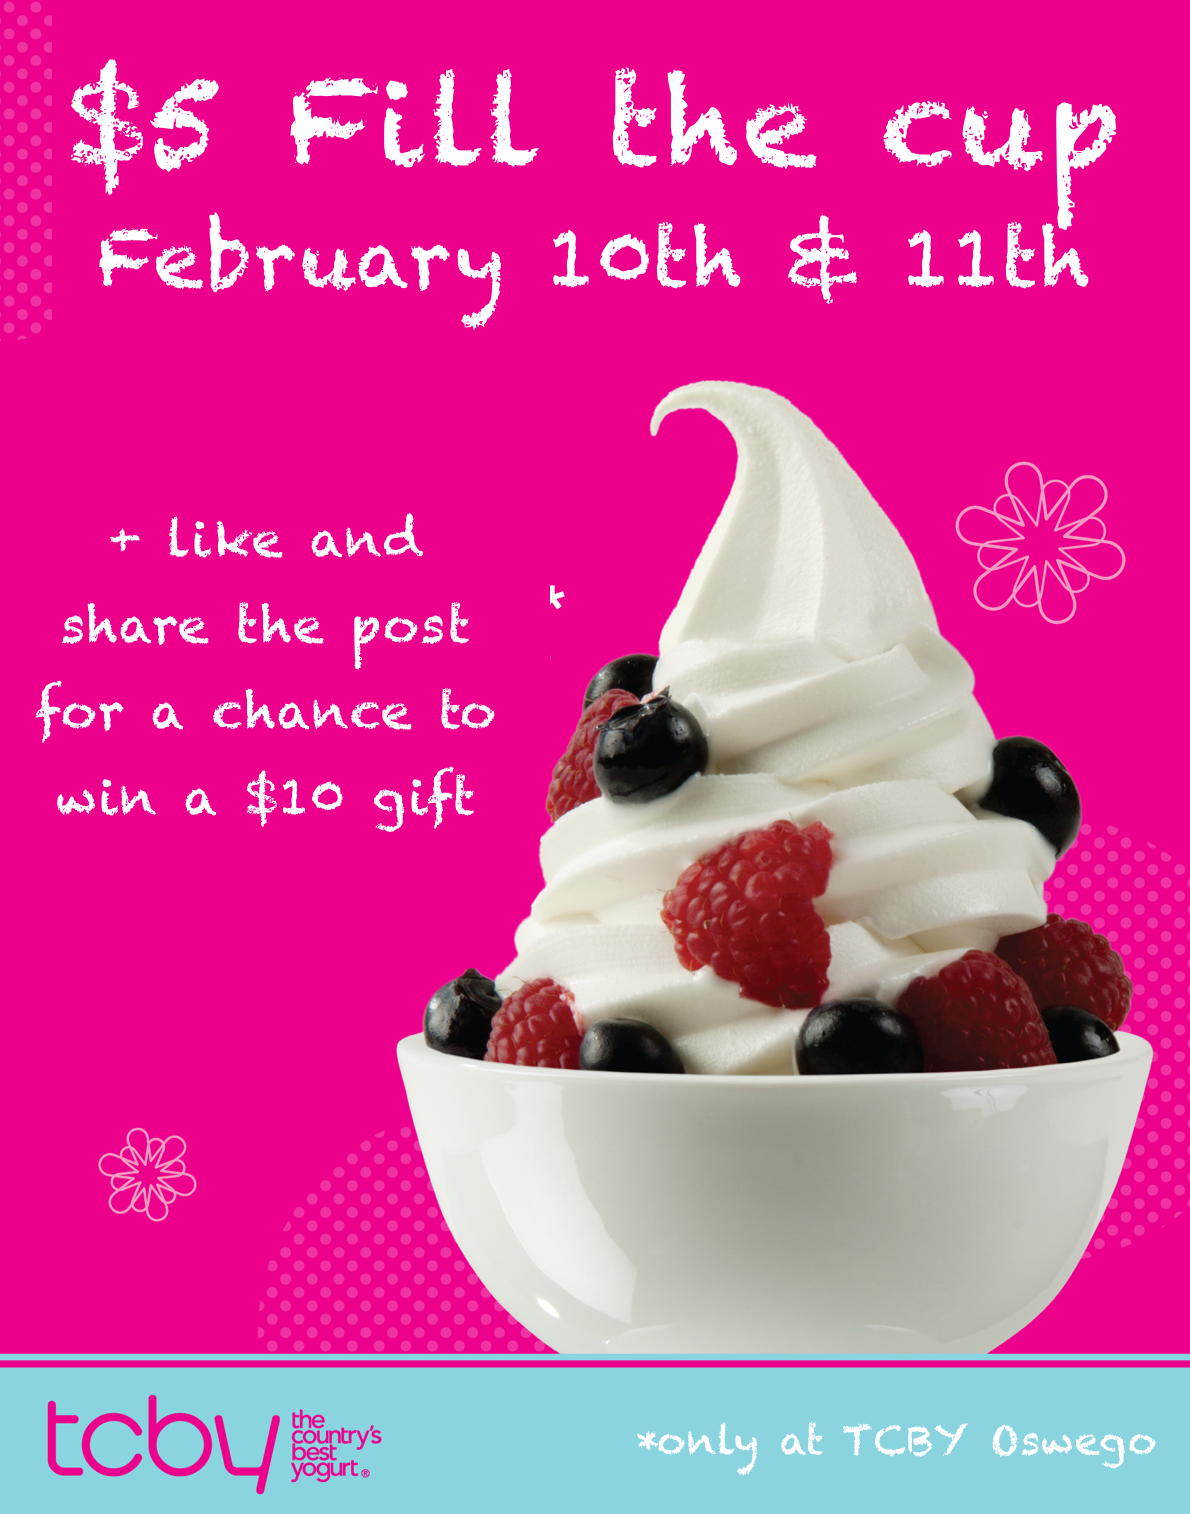 $5 Fill the cup
February 10th & 11th
+ like and
share the post
for a chance to
win a $10 gift
tcby
the
country's
best
yogurt®
*only at TCBY Oswego